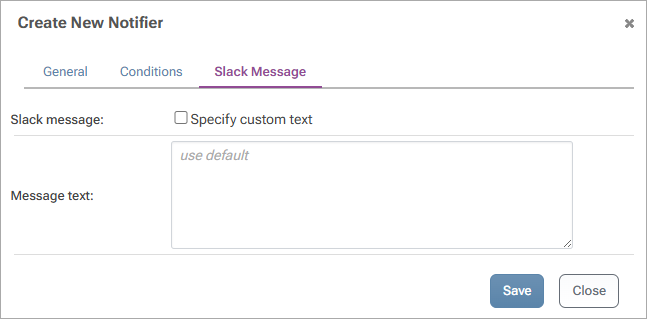 Create New Notifier
General Conditions Slack Message
Slack message: Specify custom text
Message text: use default
Save Close